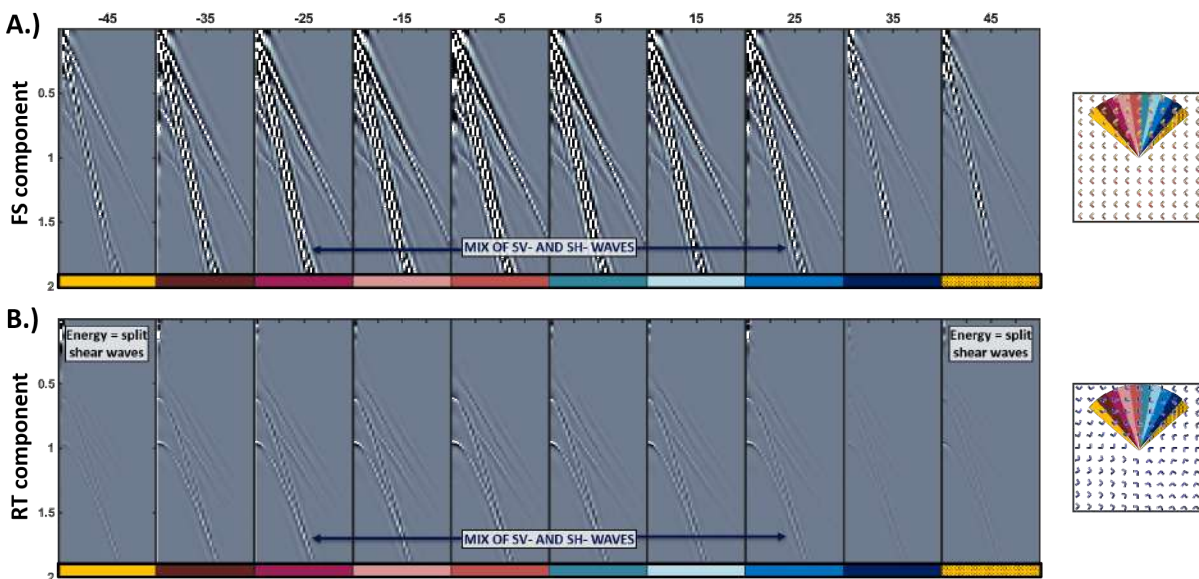 A.)
-45 -35 -25 -15 -5 5 15 25 35 45
FS component
0.5
1
1.5
2
MIX OF SV- AND SH- WAVES
B.)
RT component
Energy = split
shear waves
Energy = split
shear waves
0.5
1
1.5
2
MIX OF SV- AND SH- WAVES